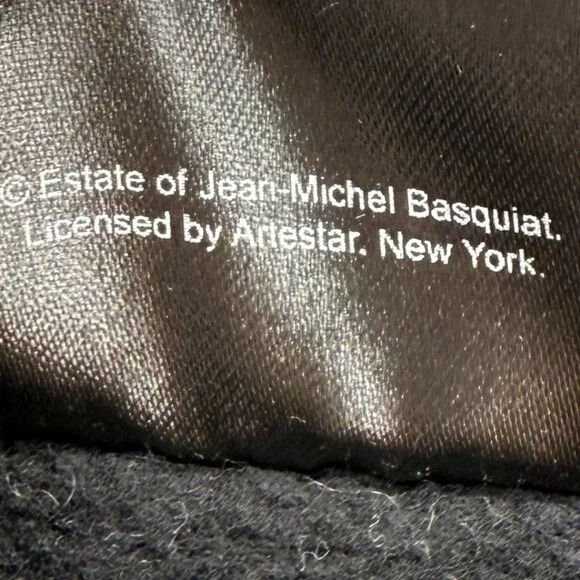 © Estate of Jean-Michel Basquiat.
Licensed by Artestar. New York.